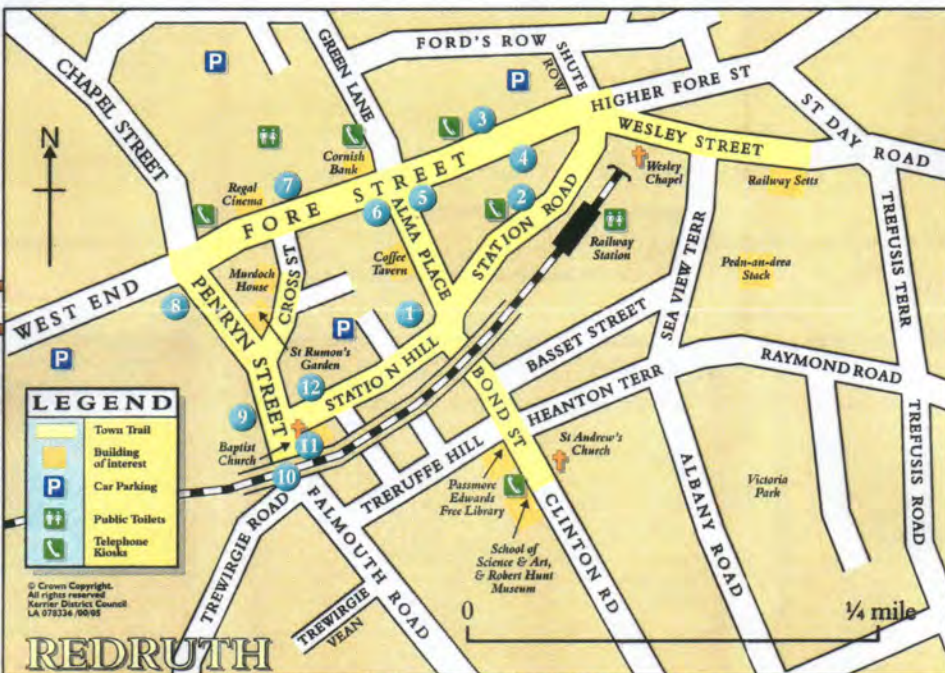 CHAPEL STREET
GREEN LANE
FORD'S ROW
SHUTE
ROW
HIGHER FORE ST
ST DAY ROAD
WESLEY STREET
P
P
N
3
4
Cornish
Bank
Regal
Cinema
7
FORE STREET
5
6
2
Wesley
Chapel
Railway Setts
ALMA PLACE
STATION ROAD
Railway
Station
TREFUSIS TERR
Coffee
Tavern
Murdoch
House
CROSS ST
SEA VIEW TERR
Pedn-an-drea
Stack
WEST END
8
PENRYN STREET
P
1
P
St Rumon's
Garden
BASSET STREET
STATION HILL
12
RAYMOND ROAD
HEANTON TERR
BOND ST
9
Baptist
Church
11
10
TRERUFFE HILL
St Andrew's
Church
Passmore
Edwards
Free Library
ALBANY ROAD
Victoria
Park
TREFUSIS ROAD
CLINTON RD
School of
Science & Art,
& Robert Hunt
Museum
TREWIRGIE ROAD
FALMOUTH ROAD
TREWIRGIE
VEAN
LEGEND
Town Trail
Building
of interest
P
Car Parking
Public Toilets
Telephone
Kiosks
© Crown Copyright.
All rights reserved
Kerrier District Council
LA 078336 /00/05
0
¼ mile
REDRUTH